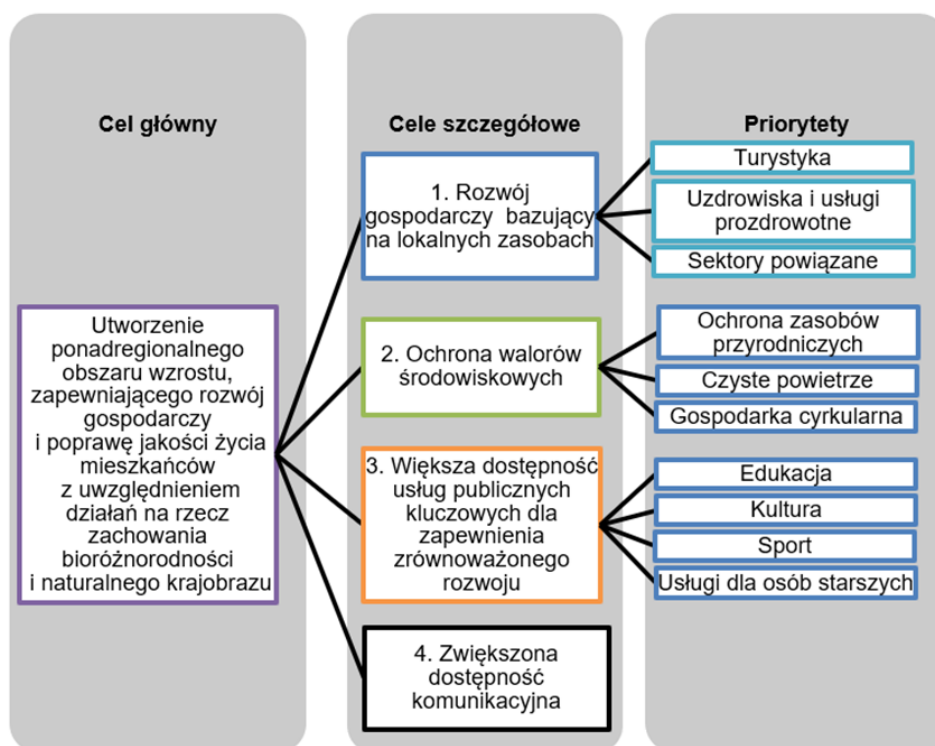 Cel główny
Utworzenie
ponadregionalnego
obszaru wzrostu,
zapewniającego rozwój
gospodarczy
i poprawę jakości życia
mieszkańców
z uwzględnieniem
działań na rzecz
zachowania
bioróżnorodności
i naturalnego krajobrazu
Cele szczegółowe
1. Rozwój
gospodarczy bazujący
na lokalnych zasobach
2. Ochrona walorów
środowiskowych
3. Większa dostępność
usług publicznych
kluczowych dla
zapewnienia
zrównoważonego
rozwoju
4. Zwiększona
dostępność
komunikacyjna
Priorytety
Turystyka
Uzdrowiska i usługi
prozdrowotne
Sektory powiązane
Ochrona zasobów
przyrodniczych
Czyste powietrze
Gospodarka cyrkularna
Edukacja
Kultura
Sport
Usługi dla osób starszych